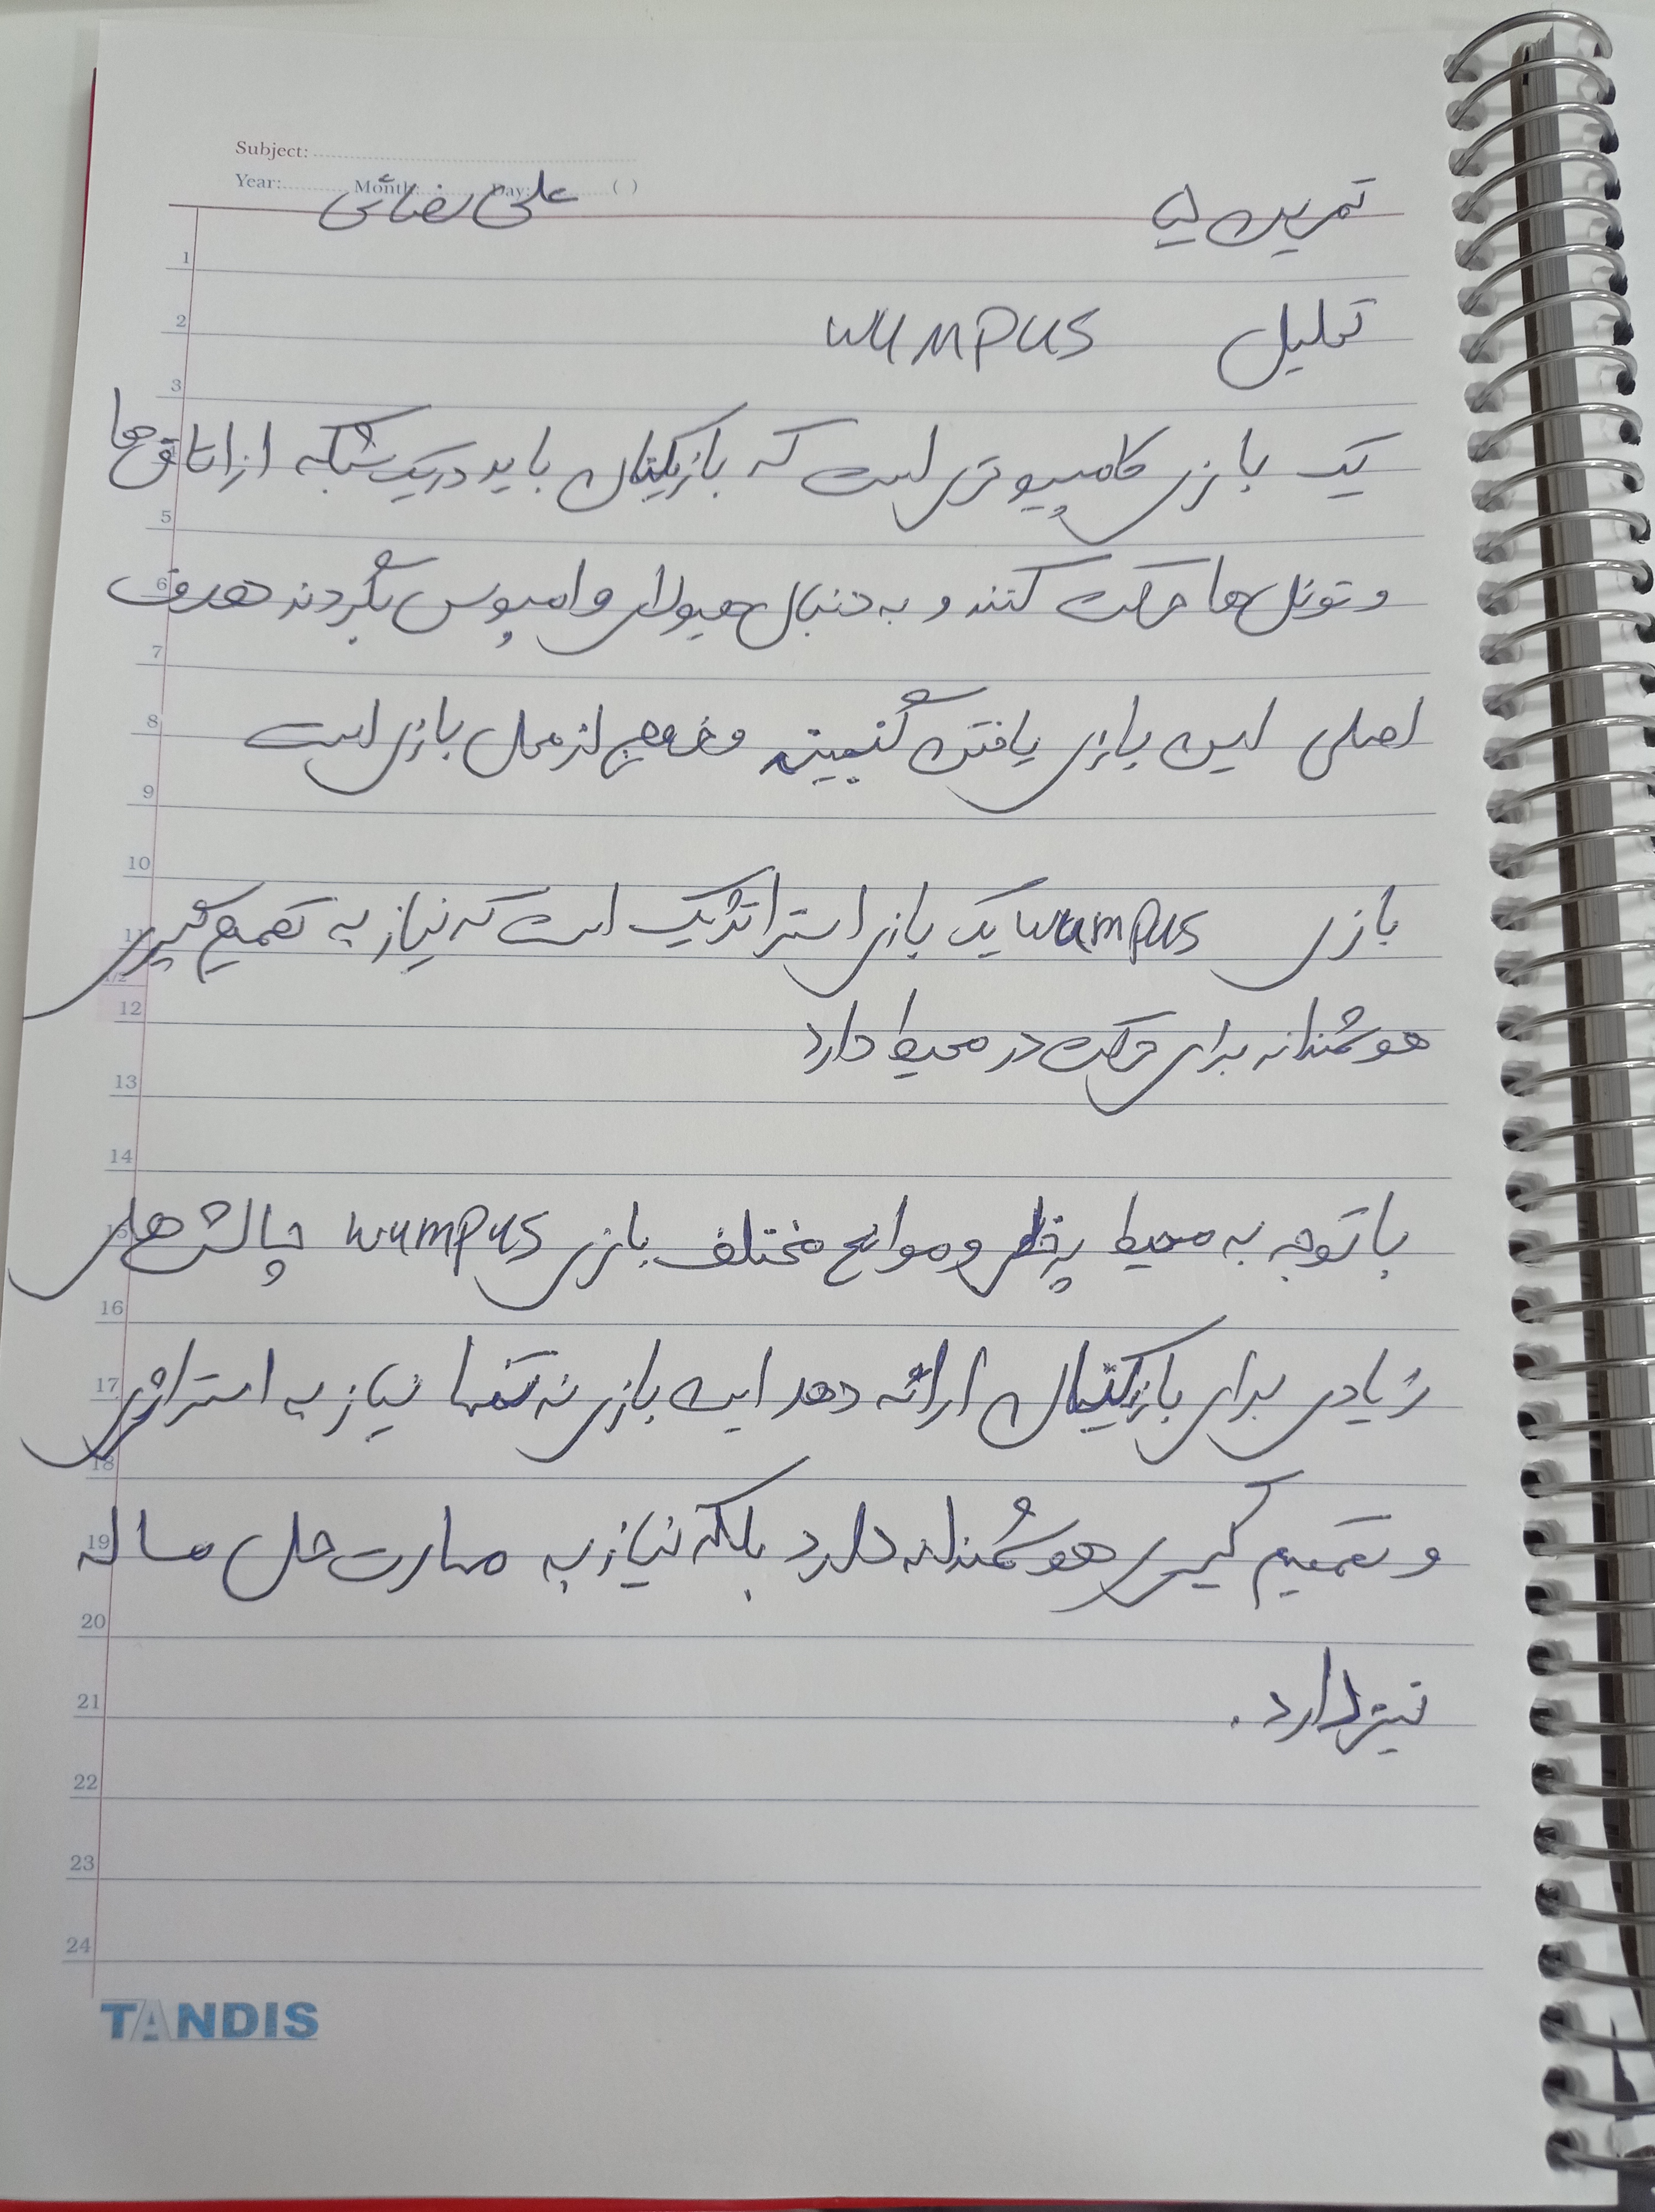 Subject:
Year: Month: Day: ( )
تمرین ۵ علی رضائی
تحلیل WUMPUS
یک بازی کامپیوتری است که بازیکنان باید در یک شبکه از اتاق ها
و تونل ها حرکت کنند و به دنبال هیولای وامپوس بگردند هدف
اصلی این بازی یافتن گنجینه و خروج از محل بازی است
بازی wumpus یک بازی استراتژیک است که نیاز به تصمیم گیری
هوشمندانه برای حرکت در محیط دارد
با توجه به محیط پرخطر و موانع مختلف بازی wumpus چالش های
زیادی برای بازیکنان ارائه دهد این بازی نه تنها نیاز به استراتژی
و تصمیم گیری هوشمندانه دارد بلکه نیاز به مهارت حل مساله
نیز دارد .
1
2
3
5
6
7
8
9
10
11
12
13
14
15
16
17
18
19
20
21
22
23
24
TANDIS